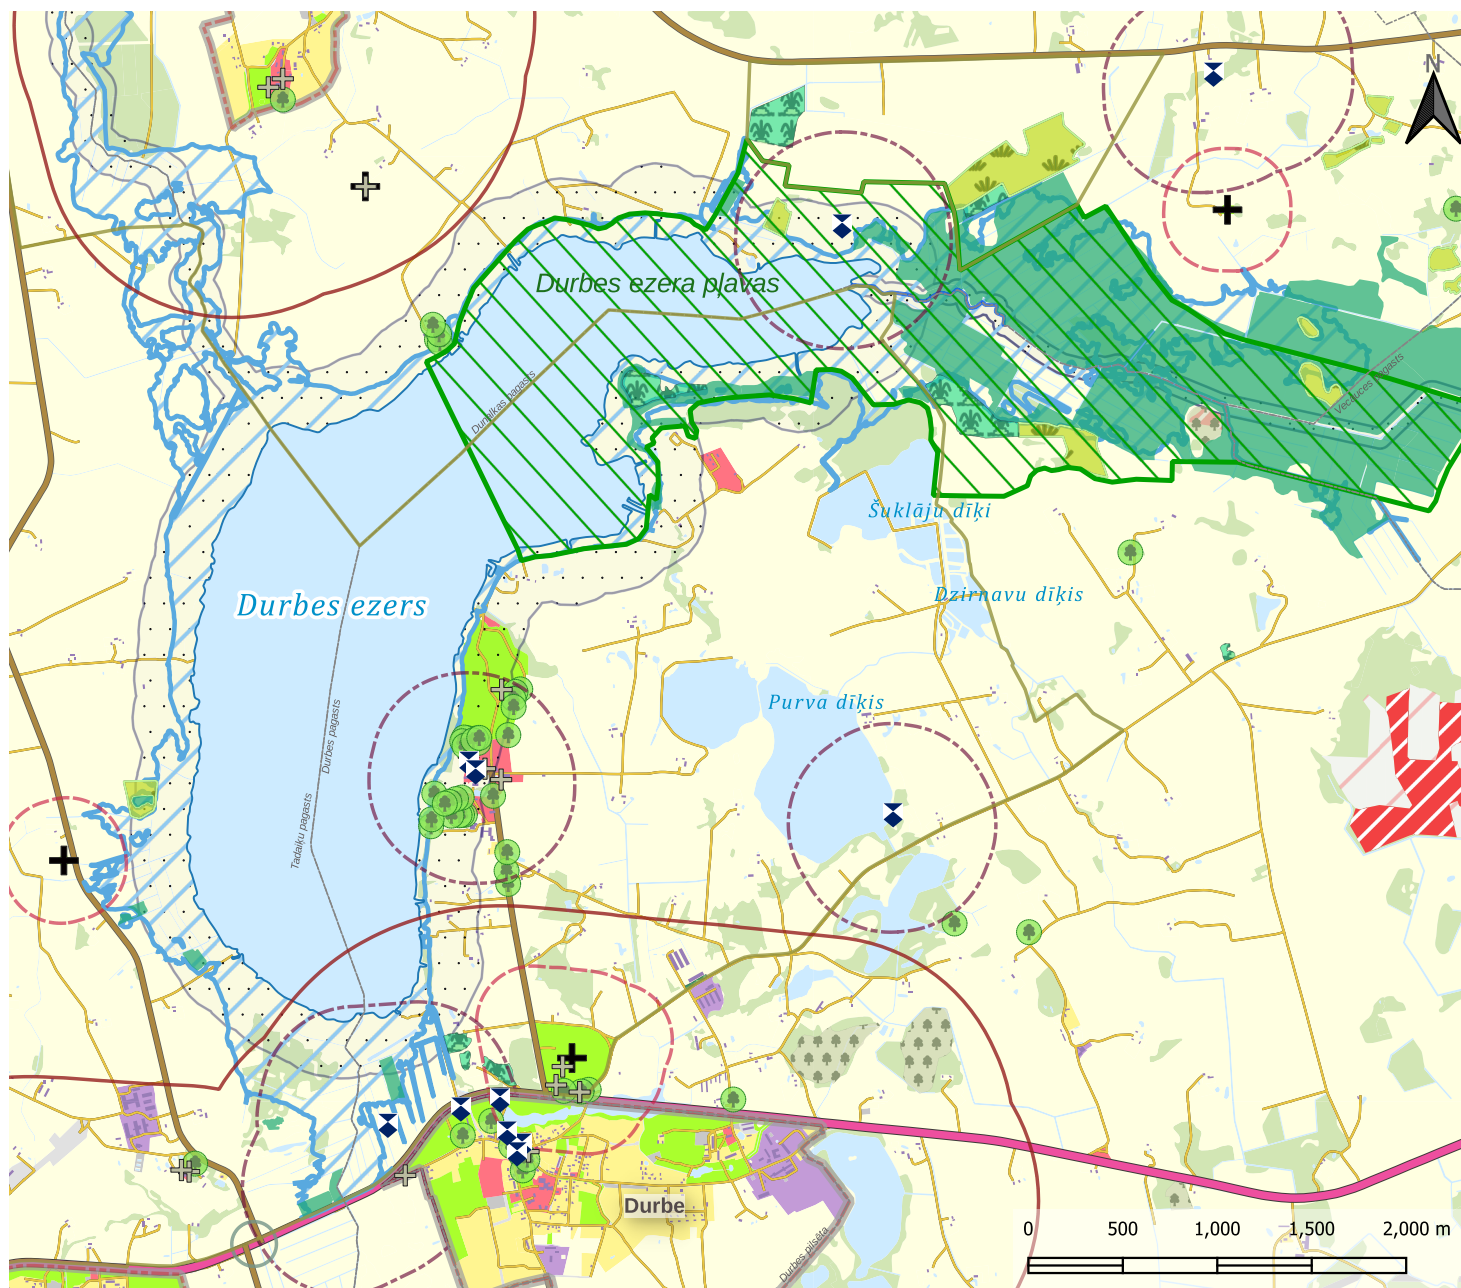 N
Durbes ezera pļavas
Dunalkas pagasts
Vecauces pagasts
Šuklāju dīķi
Dzirnavu dīķis
Durbes ezers
Purva dīķis
Durbes pagasts
Tadaiķu pagasts
Durbe
Durbes pilsēta
0 500 1,000 1,500 2,000 m